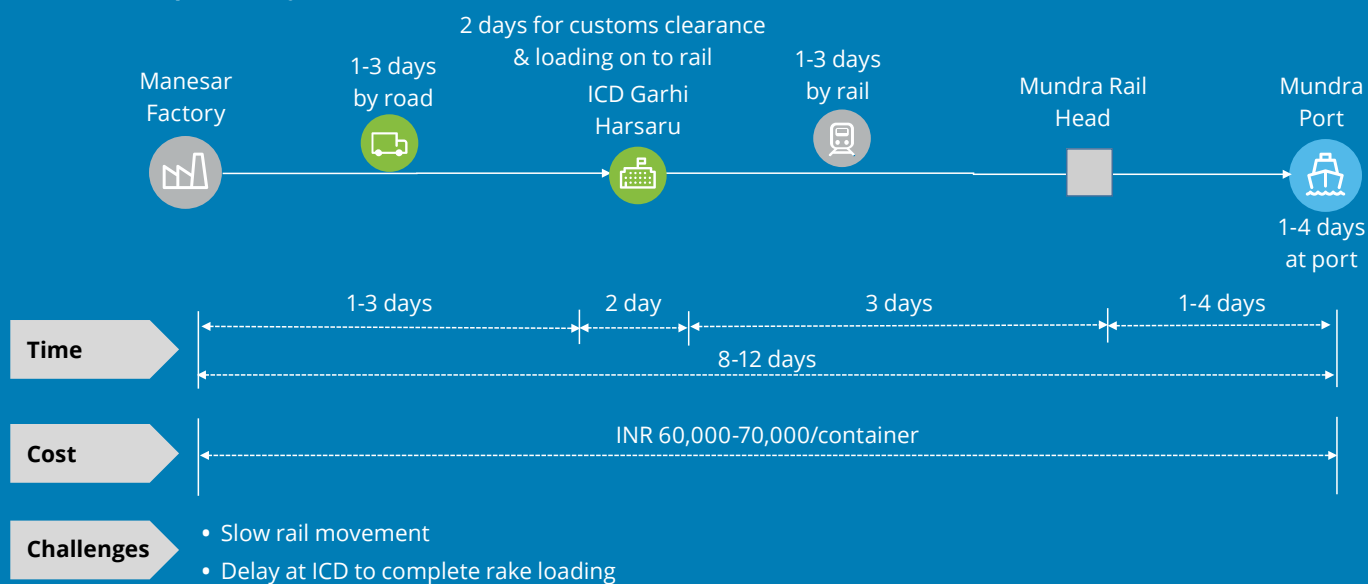 2 days for customs clearance
& loading on to rail
Manesar
Factory
1-3 days
by road
ICD Garhi
Harsaru
1-3 days
by rail
Mundra Rail
Head
Mundra
Port
1-4 days
at port
Time
1-3 days
2 day
3 days
1-4 days
8-12 days
Cost
INR 60,000-70,000/container
Challenges
• Slow rail movement
• Delay at ICD to complete rake loading